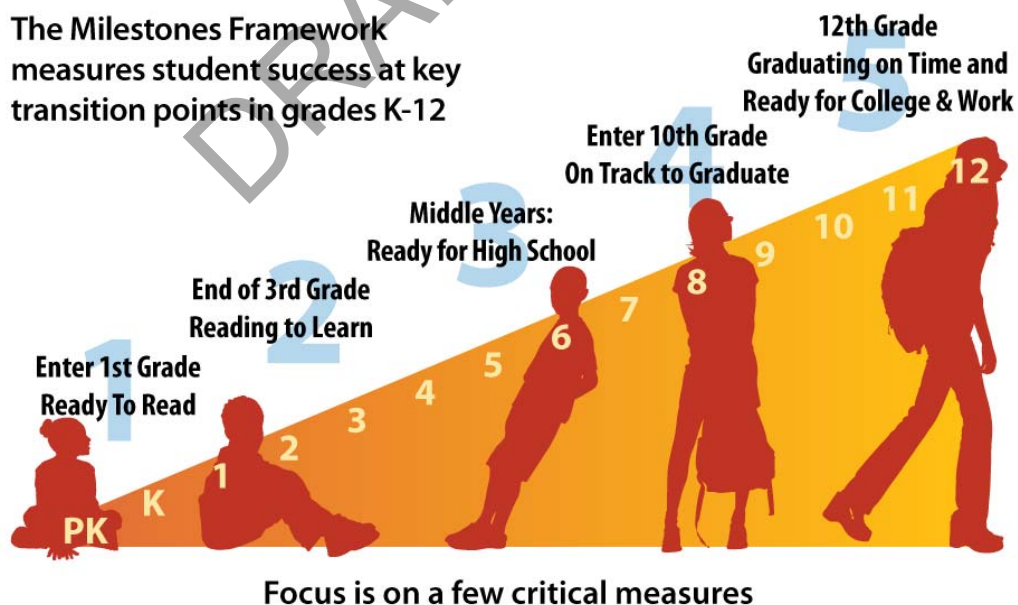 The Milestones Framework
measures student success at key
transition points in grades K-12
DRA
5
12th Grade
Graduating on Time and
Ready for College & Work
4
Enter 10th Grade
On Track to Graduate
3
Middle Years:
Ready for High School
2
End of 3rd Grade
Reading to Learn
1
Enter 1st Grade
Ready To Read
PK
K
1
2
3
4
5
6
7
8
9
10
11
12
Focus is on a few critical measures